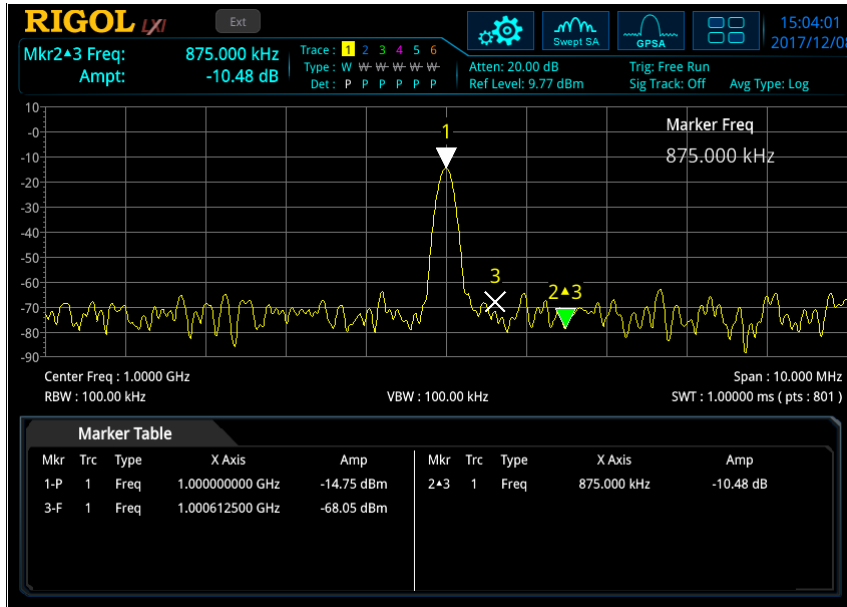 RIGOL LXI Ext Swept SA GPSA 15:04:01
2017/12/08
Mkr2▲3 Freq: 875.000 kHz
Ampt: -10.48 dB
Trace : 1 2 3 4 5 6
Type : W W W W W W
Det : P P P P P P
Atten: 20.00 dB Trig: Free Run
Ref Level: 9.77 dBm Sig Track: Off Avg Type: Log
Marker Freq
875.000 kHz
10
-0
-10
-20
-30
-40
-50
-60
-70
-80
-90
1
3
2▲3
Center Freq : 1.0000 GHz Span : 10.000 MHz
RBW : 100.00 kHz VBW : 100.00 kHz SWT : 1.00000 ms ( pts : 801 )
Marker Table
Mkr Trc Type X Axis Amp Mkr Trc Type X Axis Amp
1-P 1 Freq 1.000000000 GHz -14.75 dBm 2▲3 1 Freq 875.000 kHz -10.48 dB
3-F 1 Freq 1.000612500 GHz -68.05 dBm